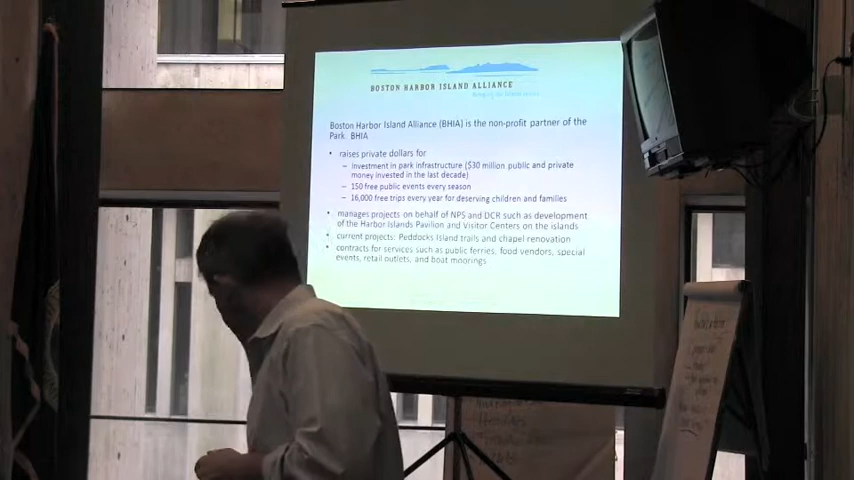 BOSTON HARBOR ISLAND ALLIANCE
Boston Harbor Island Alliance (BHIA) is the non-profit partner of the
Park. BHIA
• raises private dollars for
– investment in park infrastructure ($30 million public and private
money invested in the last decade)
– 150 free public events every season
– 16,000 free trips every year for deserving children and families
• manages projects on behalf of NPS and DCR such as development
of the Harbor Islands Pavilion and Visitor Centers on the islands
• current projects: Peddocks Island trails and chapel renovation
• contracts for services such as public ferries, food vendors, special
events, retail outlets, and boat moorings